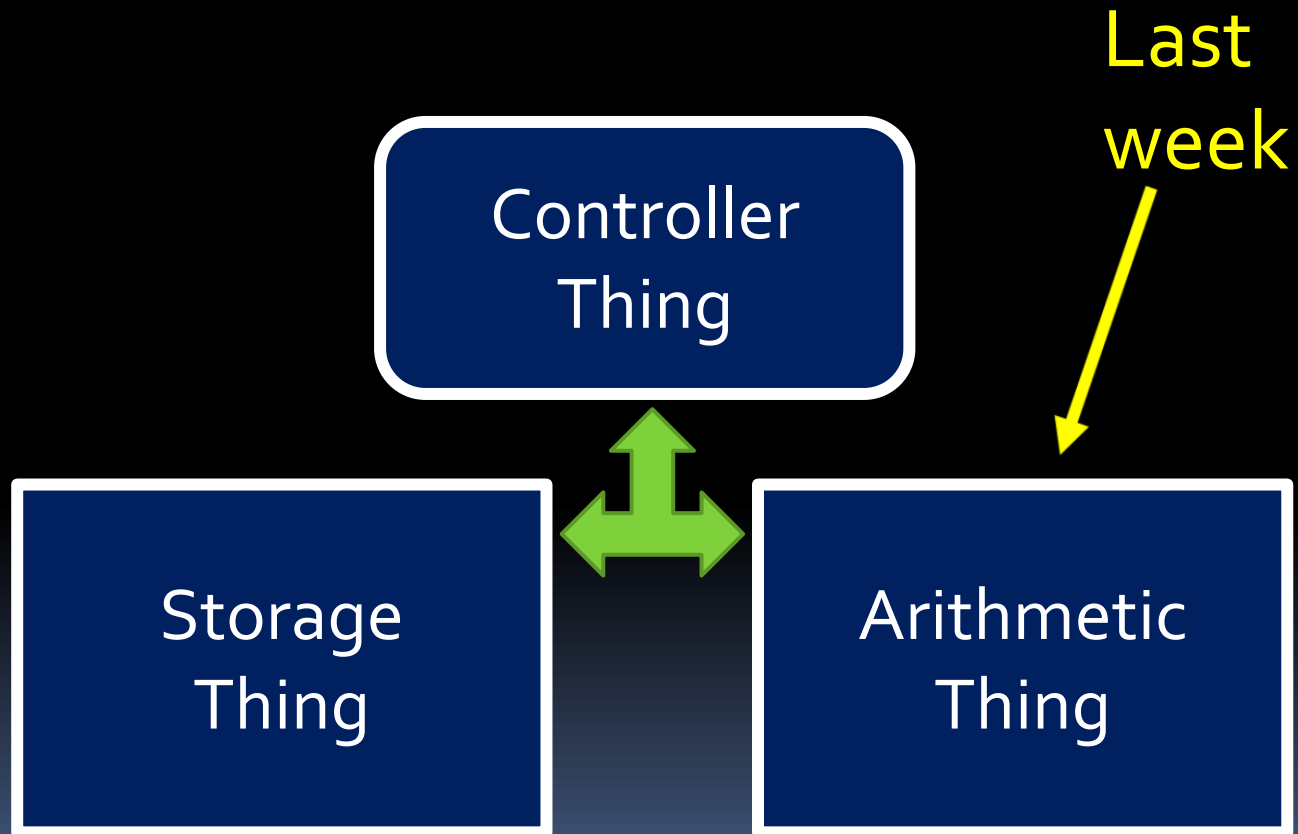 Last
week
Controller
Thing
Storage
Thing
Arithmetic
Thing